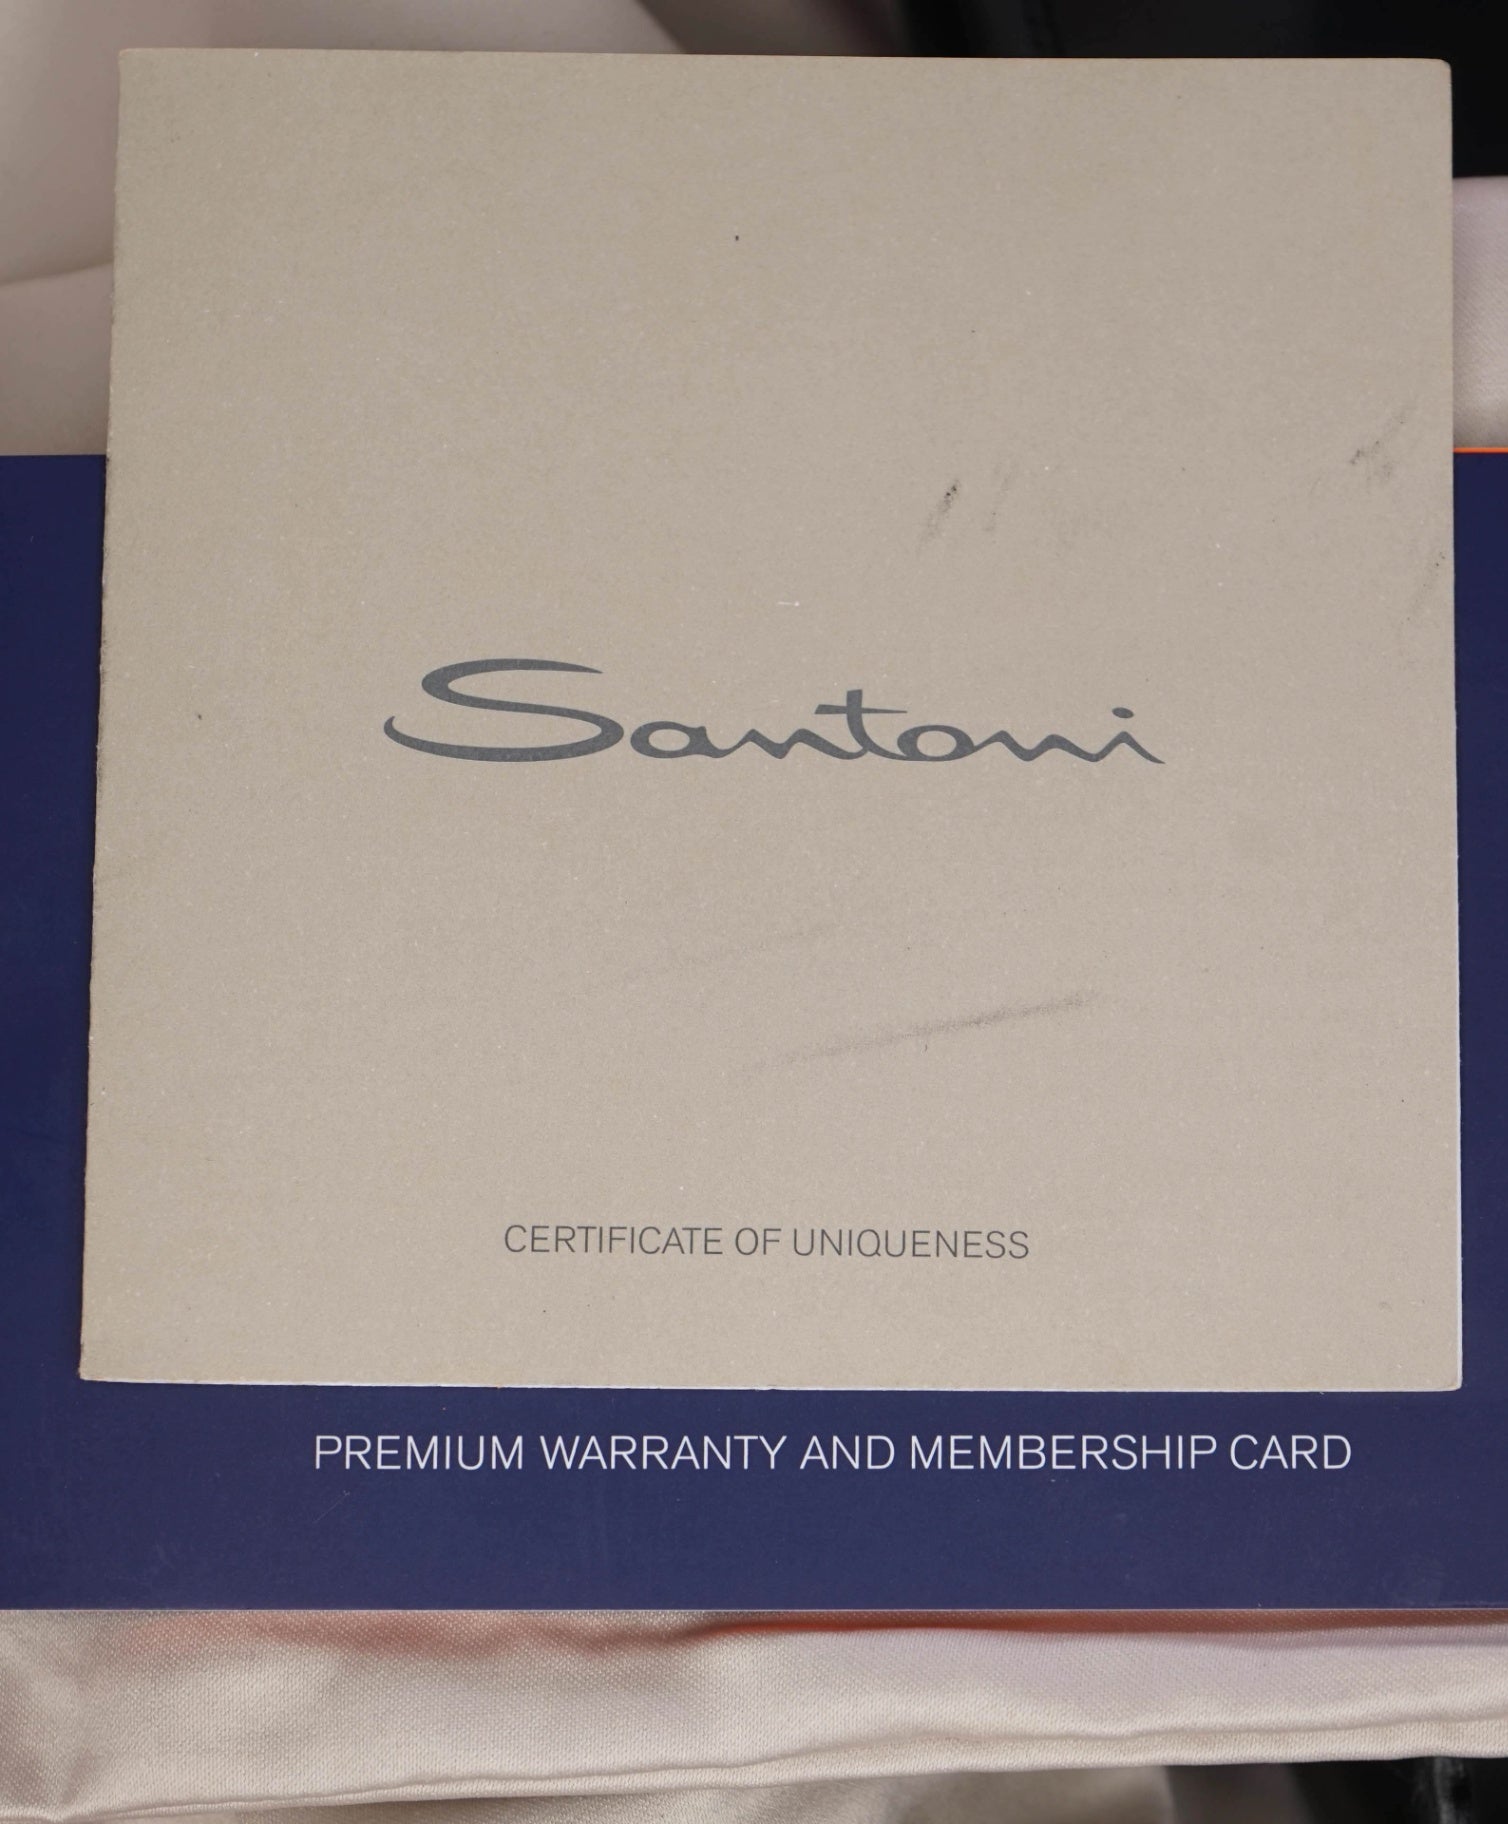 Santoni
CERTIFICATE OF UNIQUENESS
PREMIUM WARRANTY AND MEMBERSHIP CARD